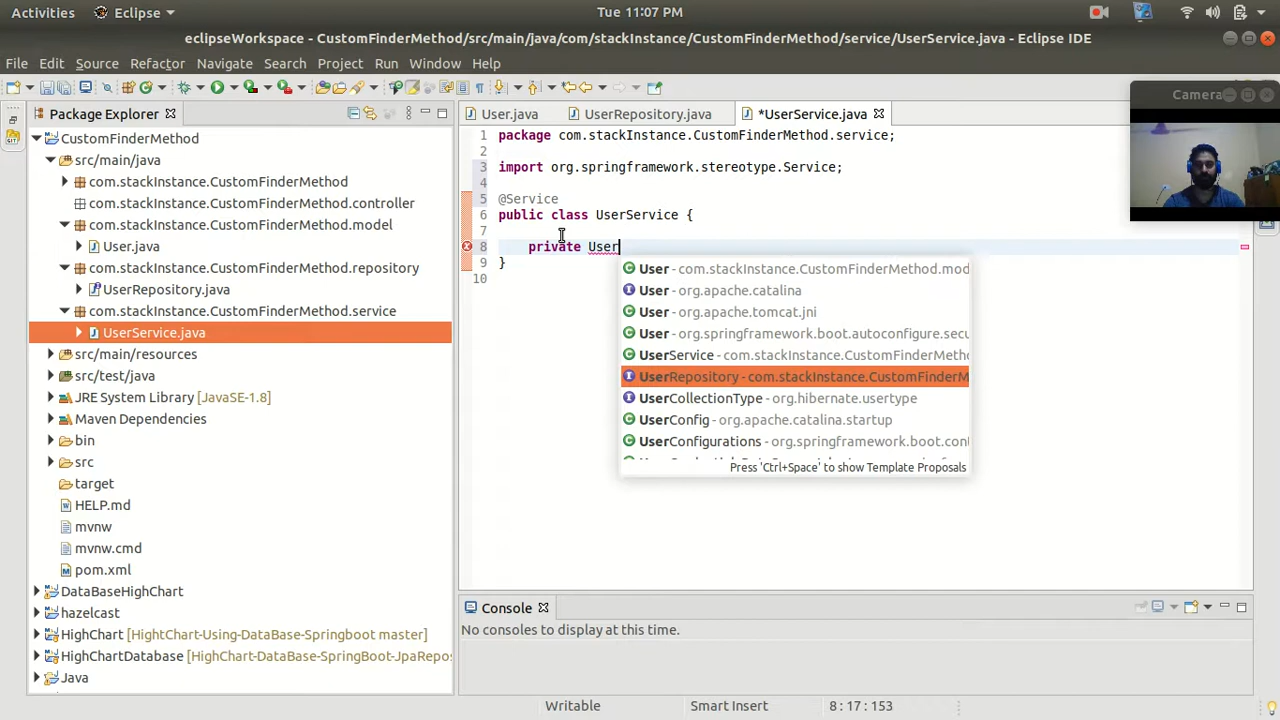 Activities
Eclipse
Tue 11:07 PM
eclipseWorkspace - CustomFinderMethod/src/main/java/com/stackInstance/CustomFinderMethod/service/UserService.java - Eclipse IDE
File Edit Source Refactor Navigate Search Project Run Window Help
Package Explorer
CustomFinderMethod
src/main/java
com.stackInstance.CustomFinderMethod
com.stackInstance.CustomFinderMethod.controller
com.stackInstance.CustomFinderMethod.model
User.java
com.stackInstance.CustomFinderMethod.repository
UserRepository.java
com.stackInstance.CustomFinderMethod.service
UserService.java
src/main/resources
src/test/java
JRE System Library [JavaSE-1.8]
Maven Dependencies
bin
src
target
HELP.md
mvnw
mvnw.cmd
pom.xml
DataBaseHighChart
hazelcast
HighChart [HightChart-Using-DataBase-Springboot master]
HighChartDatabase [HighChart-DataBase-SpringBoot-JpaRepos
Java
User.java
UserRepository.java
*UserService.java
Camera
1 package com.stackInstance.CustomFinderMethod.service;
2
3 import org.springframework.stereotype.Service;
4
5 @Service
6 public class UserService {
7
8 private User
9 }
10
User - com.stackInstance.CustomFinderMethod.mod
User - org.apache.catalina
User - org.apache.tomcat.jni
User - org.springframework.boot.autoconfigure.secu
UserService - com.stackInstance.CustomFinderMetho
UserRepository - com.stackInstance.CustomFinderM
UserCollectionType - org.hibernate.usertype
UserConfig - org.apache.catalina.startup
UserConfigurations - org.springframework.boot.cont
Press 'Ctrl+Space' to show Template Proposals
Console
No consoles to display at this time.
Writable
Smart Insert
8 : 17 : 153